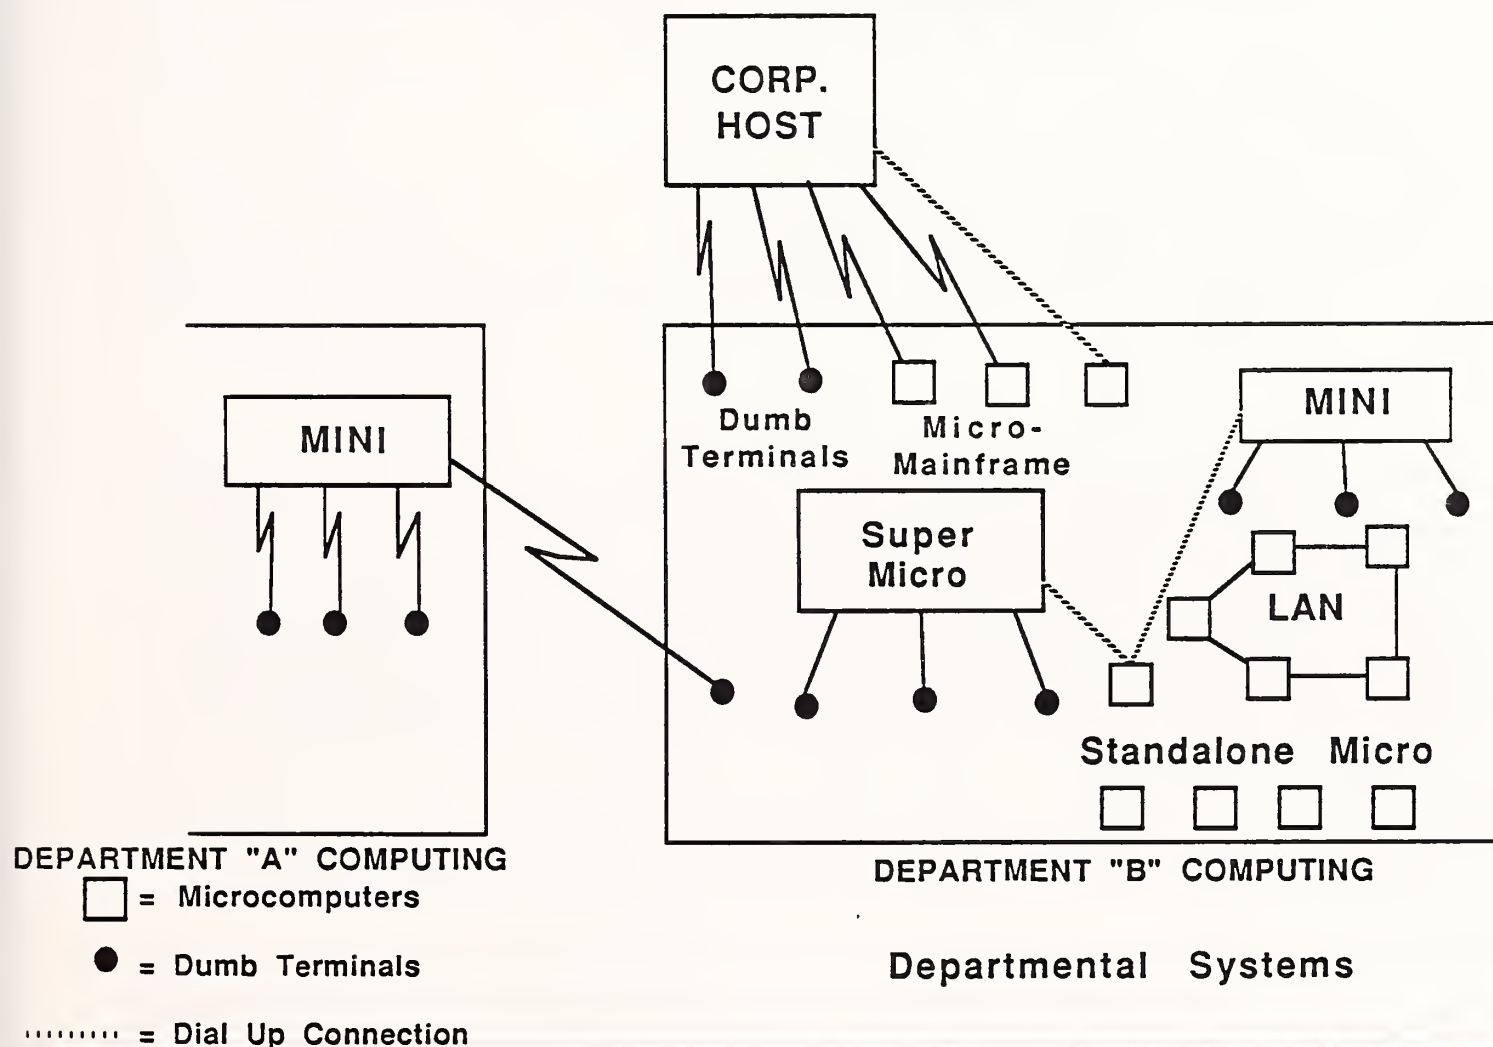 CORP.
HOST
MINI
Dumb
Terminals
Micro-
Mainframe
MINI
Super
Micro
LAN
Standalone Micro
DEPARTMENT "A" COMPUTING
DEPARTMENT "B" COMPUTING
= Microcomputers
= Dumb Terminals
= Dial Up Connection
Departmental Systems